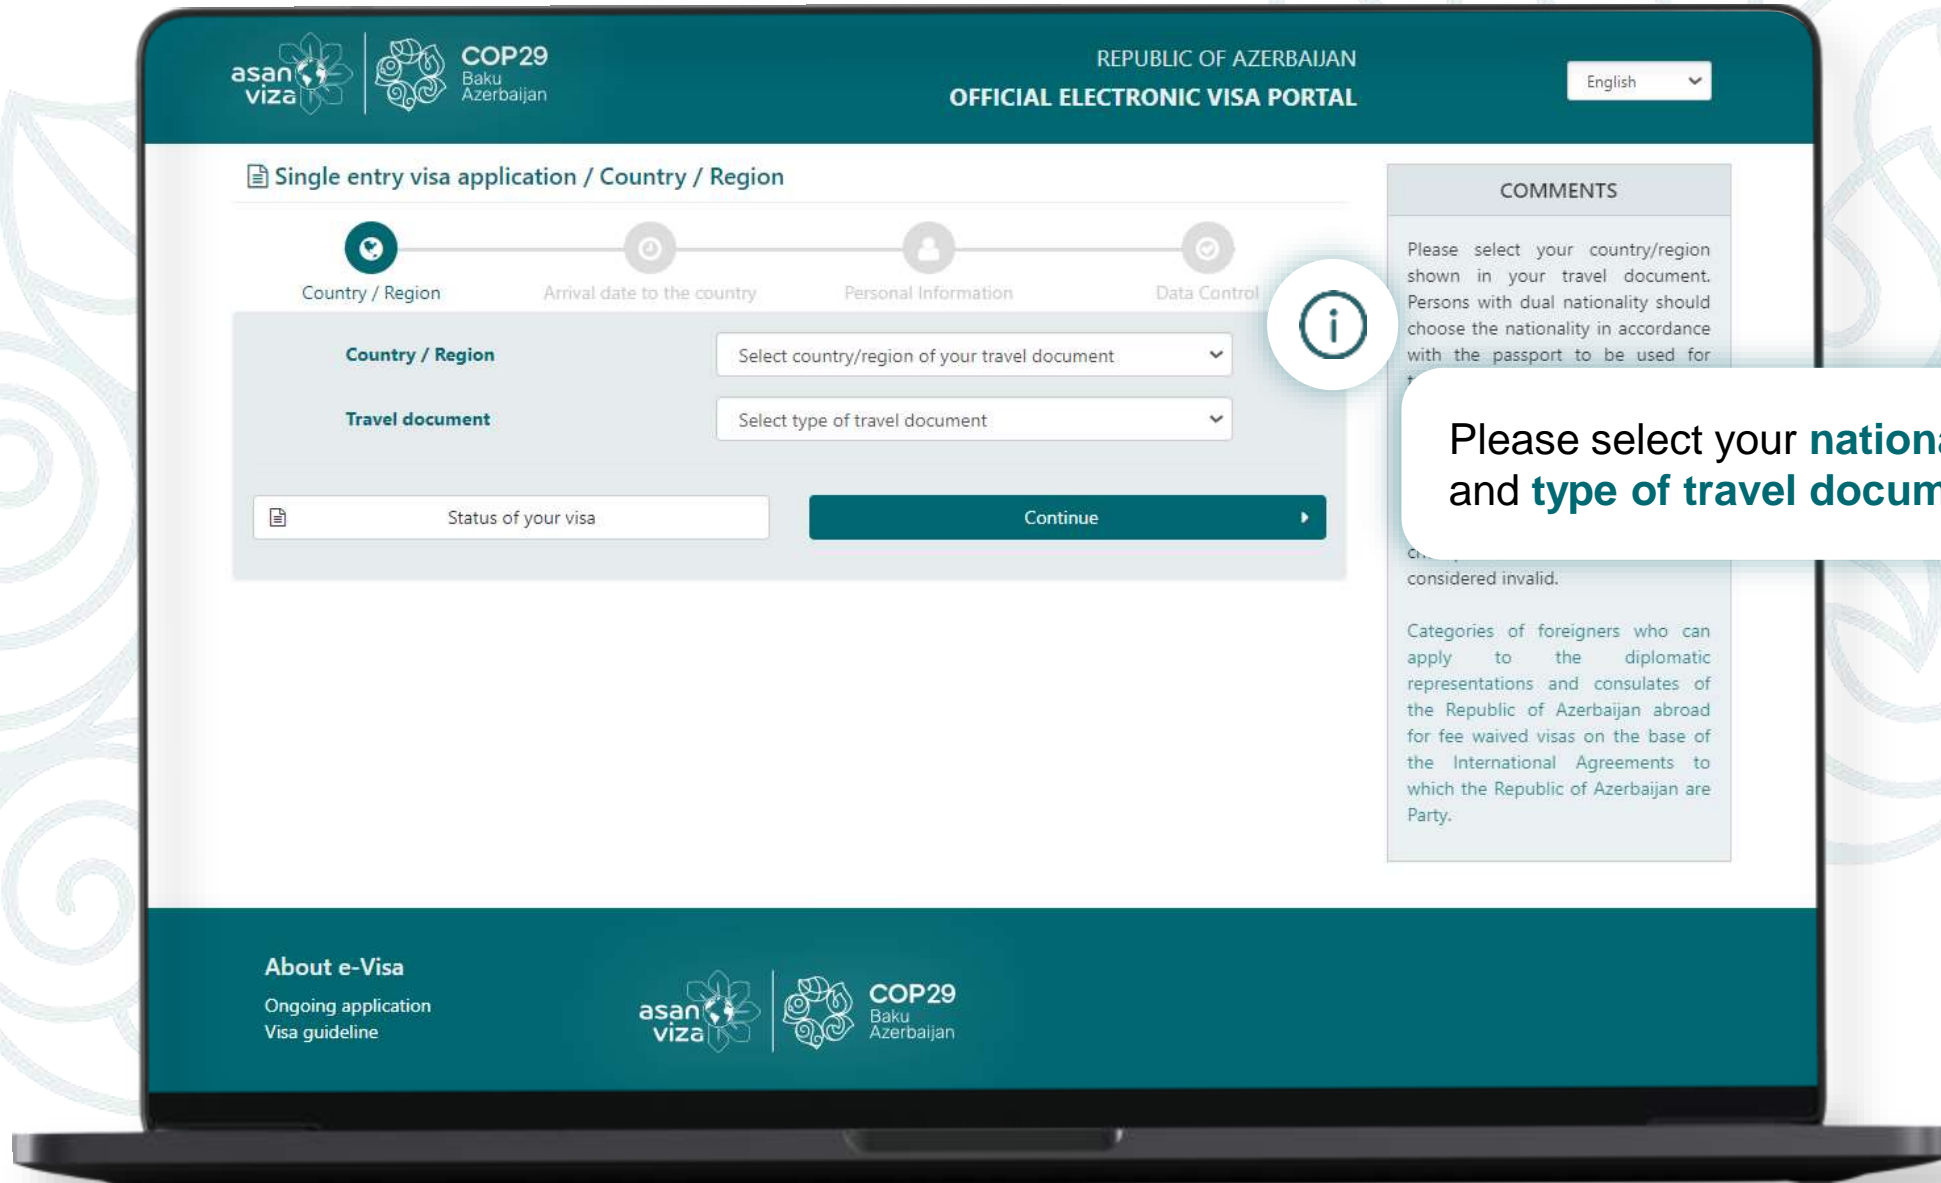 asan
viza
COP29
Baku
Azerbaijan
REPUBLIC OF AZERBAIJAN
OFFICIAL ELECTRONIC VISA PORTAL
English
Single entry visa application / Country / Region
Country / Region
Arrival date to the country
Personal Information
Data Control
Country / Region
Select country/region of your travel document
Travel document
Select type of travel document
Status of your visa
Continue
COMMENTS
Please select your country/region
shown in your travel document.
Persons with dual nationality should
choose the nationality in accordance
with the passport to be used for
Please select your
and type of travel
considered invalid.
Categories of foreigners who can
apply to the diplomatic
representations and consulates of
the Republic of Azerbaijan abroad
for fee waived visas on the base of
the International Agreements to
which the Republic of Azerbaijan are
Party.
About e-Visa
Ongoing application
Visa guideline
asan
viza
COP29
Baku
Azerbaijan